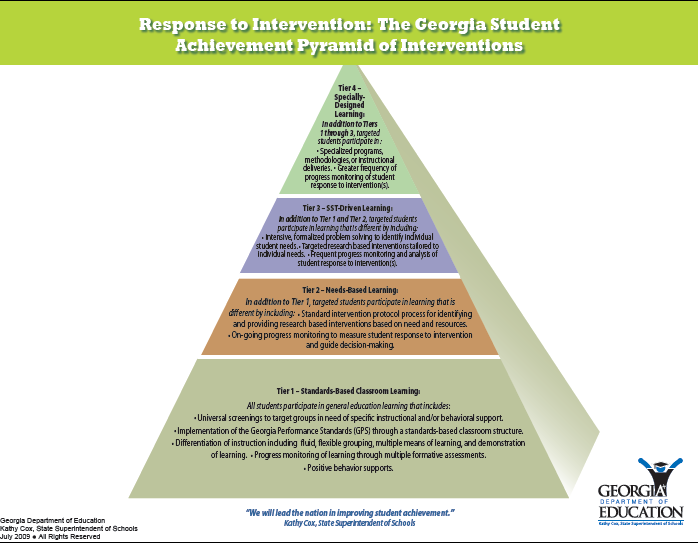 Response to Intervention: The Georgia Student
Achievement Pyramid of Interventions
Tier 4 –
Specially-
Designed
Learning:
In addition to Tiers
1 through 3, targeted
students participate in:
• Specialized programs,
methodologies, or instructional
deliveries. • Greater frequency of
progress monitoring of student
response to intervention(s).
Tier 3 – SST-Driven Learning:
In addition to Tier 1 and Tier 2, targeted students
participate in learning that is different by including:
• Intensive, formalized problem solving to identify individual
student needs. • Targeted research based interventions tailored to
individual needs. • Frequent progress monitoring and analysis of
student response to intervention(s).
Tier 2 – Needs-Based Learning:
In addition to Tier 1, targeted students participate in learning that is
different by including: • Standard intervention protocol process for identifying
and providing research based interventions based on need and resources.
• On-going progress monitoring to measure student response to intervention
and guide decision-making.
Tier 1 – Standards-Based Classroom Learning:
All students participate in general education learning that includes:
• Universal screenings to target groups in need of specific instructional and/or behavioral support.
• Implementation of the Georgia Performance Standards (GPS) through a standards-based classroom structure.
• Differentiation of instruction including fluid, flexible grouping, multiple means of learning, and demonstration
of learning. • Progress monitoring of learning through multiple formative assessments.
• Positive behavior supports.
"We will lead the nation in improving student achievement."
Kathy Cox, State Superintendent of Schools
Georgia Department of Education
Kathy Cox, State Superintendent of Schools
July 2009 • All Rights Reserved
GEORGIA
DEPARTMENT OF
EDUCATION
Kathy Cox, State Superintendent of Schools